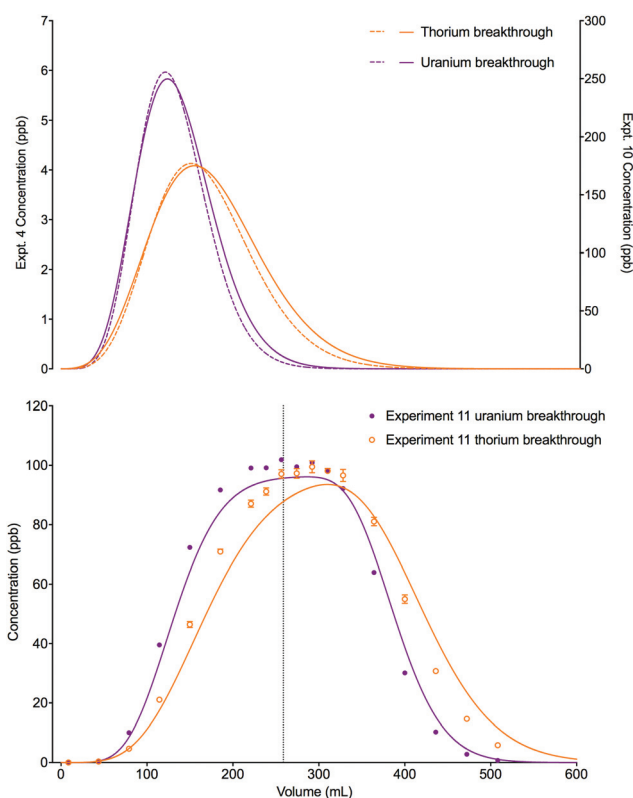 7
6
5
4
3
2
1
0
Expt. 4 Concentration (ppb)
300
250
200
150
100
50
0
Expt. 10 Concentration
(ppb)
Thorium breakthrough
Uranium breakthrough
120
100
80
60
40
20
0
Concentration (ppb)
Experiment 11 uranium breakthrough
Experiment 11 thorium breakthrough
0 100 200 300 400 500 600
Volume (mL)